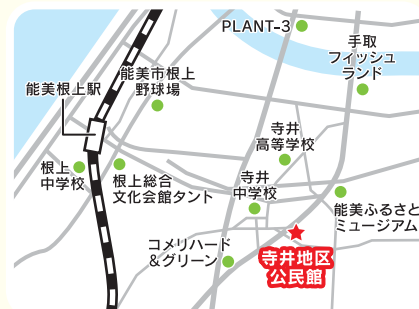 PLANT-3
手取
フィッシュ
ランド
能美市根上
野球場
能美根上駅
寺井
高等学校
根上
中学校
根上総合
文化会館タント
寺井
中学校
能美ふるさと
ミュージアム
コメリハード
&グリーン
寺井地区
公民館